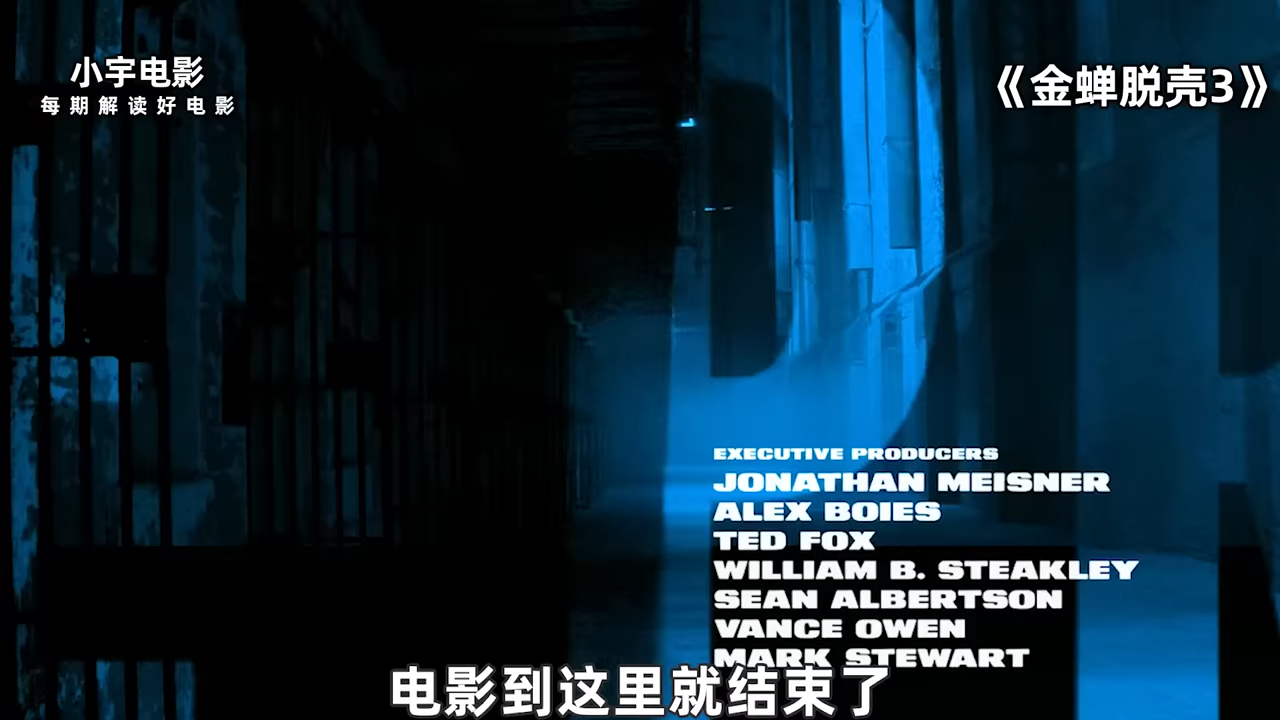 小宇电影
每期解读好电影
《金蝉脱壳3》
EXECUTIVE PRODUCERS
JONATHAN MEISNER
ALEX BOIES
TED FOX
WILLIAM B. STEAKLEY
SEAN ALBERTSON
VANCE OWEN
MARK STEWART
电影到这里就结束了